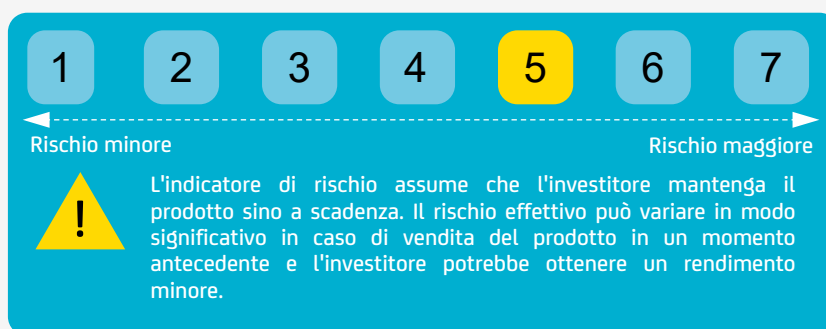 1 2 3 4 5 6 7
Rischio minore Rischio maggiore
!
L'indicatore di rischio assume che l'investitore mantenga il
prodotto sino a scadenza. Il rischio effettivo può variare in modo
significativo in caso di vendita del prodotto in un momento
antecedente e l'investitore potrebbe ottenere un rendimento
minore.